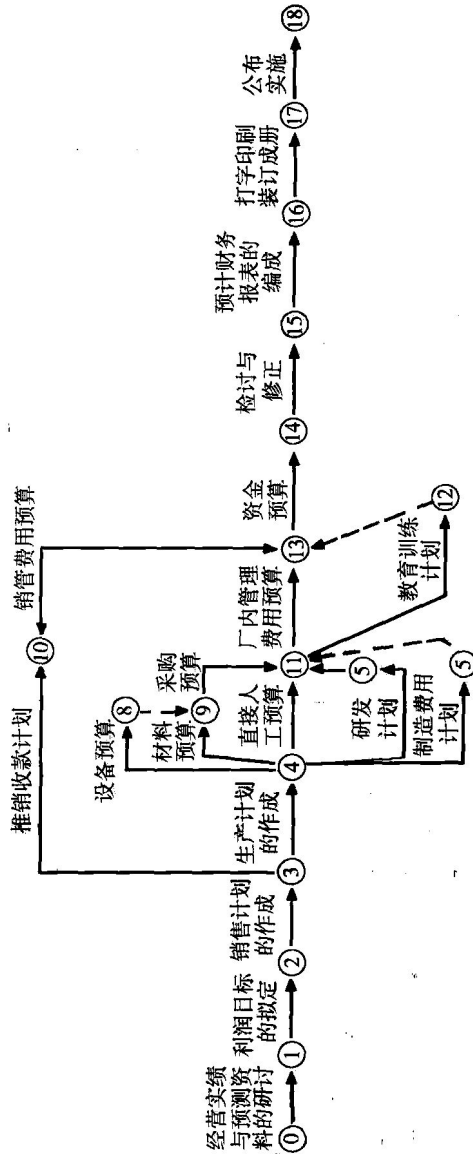 ⓪
经营实绩
与预测资
料的研讨
①
利润目标
的拟定
②
销售计划
的作成
③
推销收款计划
⑩
销管费用预算
生产计划
的作成
④
设备预算
⑧
材料
预算
⑨
采购
预算
直接人
工预算
⑪
研发
计划
⑤
制造费用
计划
⑤
厂内管理
费用预算
教育训练
计划
⑫
⑬
资金
预算
⑭
检讨与
修正
⑮
预计财务
报表的
编成
⑯
打字印刷
装订成册
⑰
公布
实施
⑱